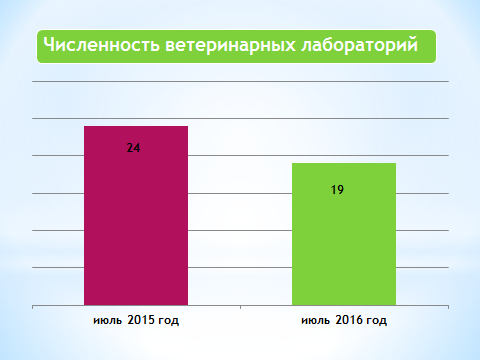 Численность ветеринарных лабораторий
24
19
июль 2015 год
июль 2016 год